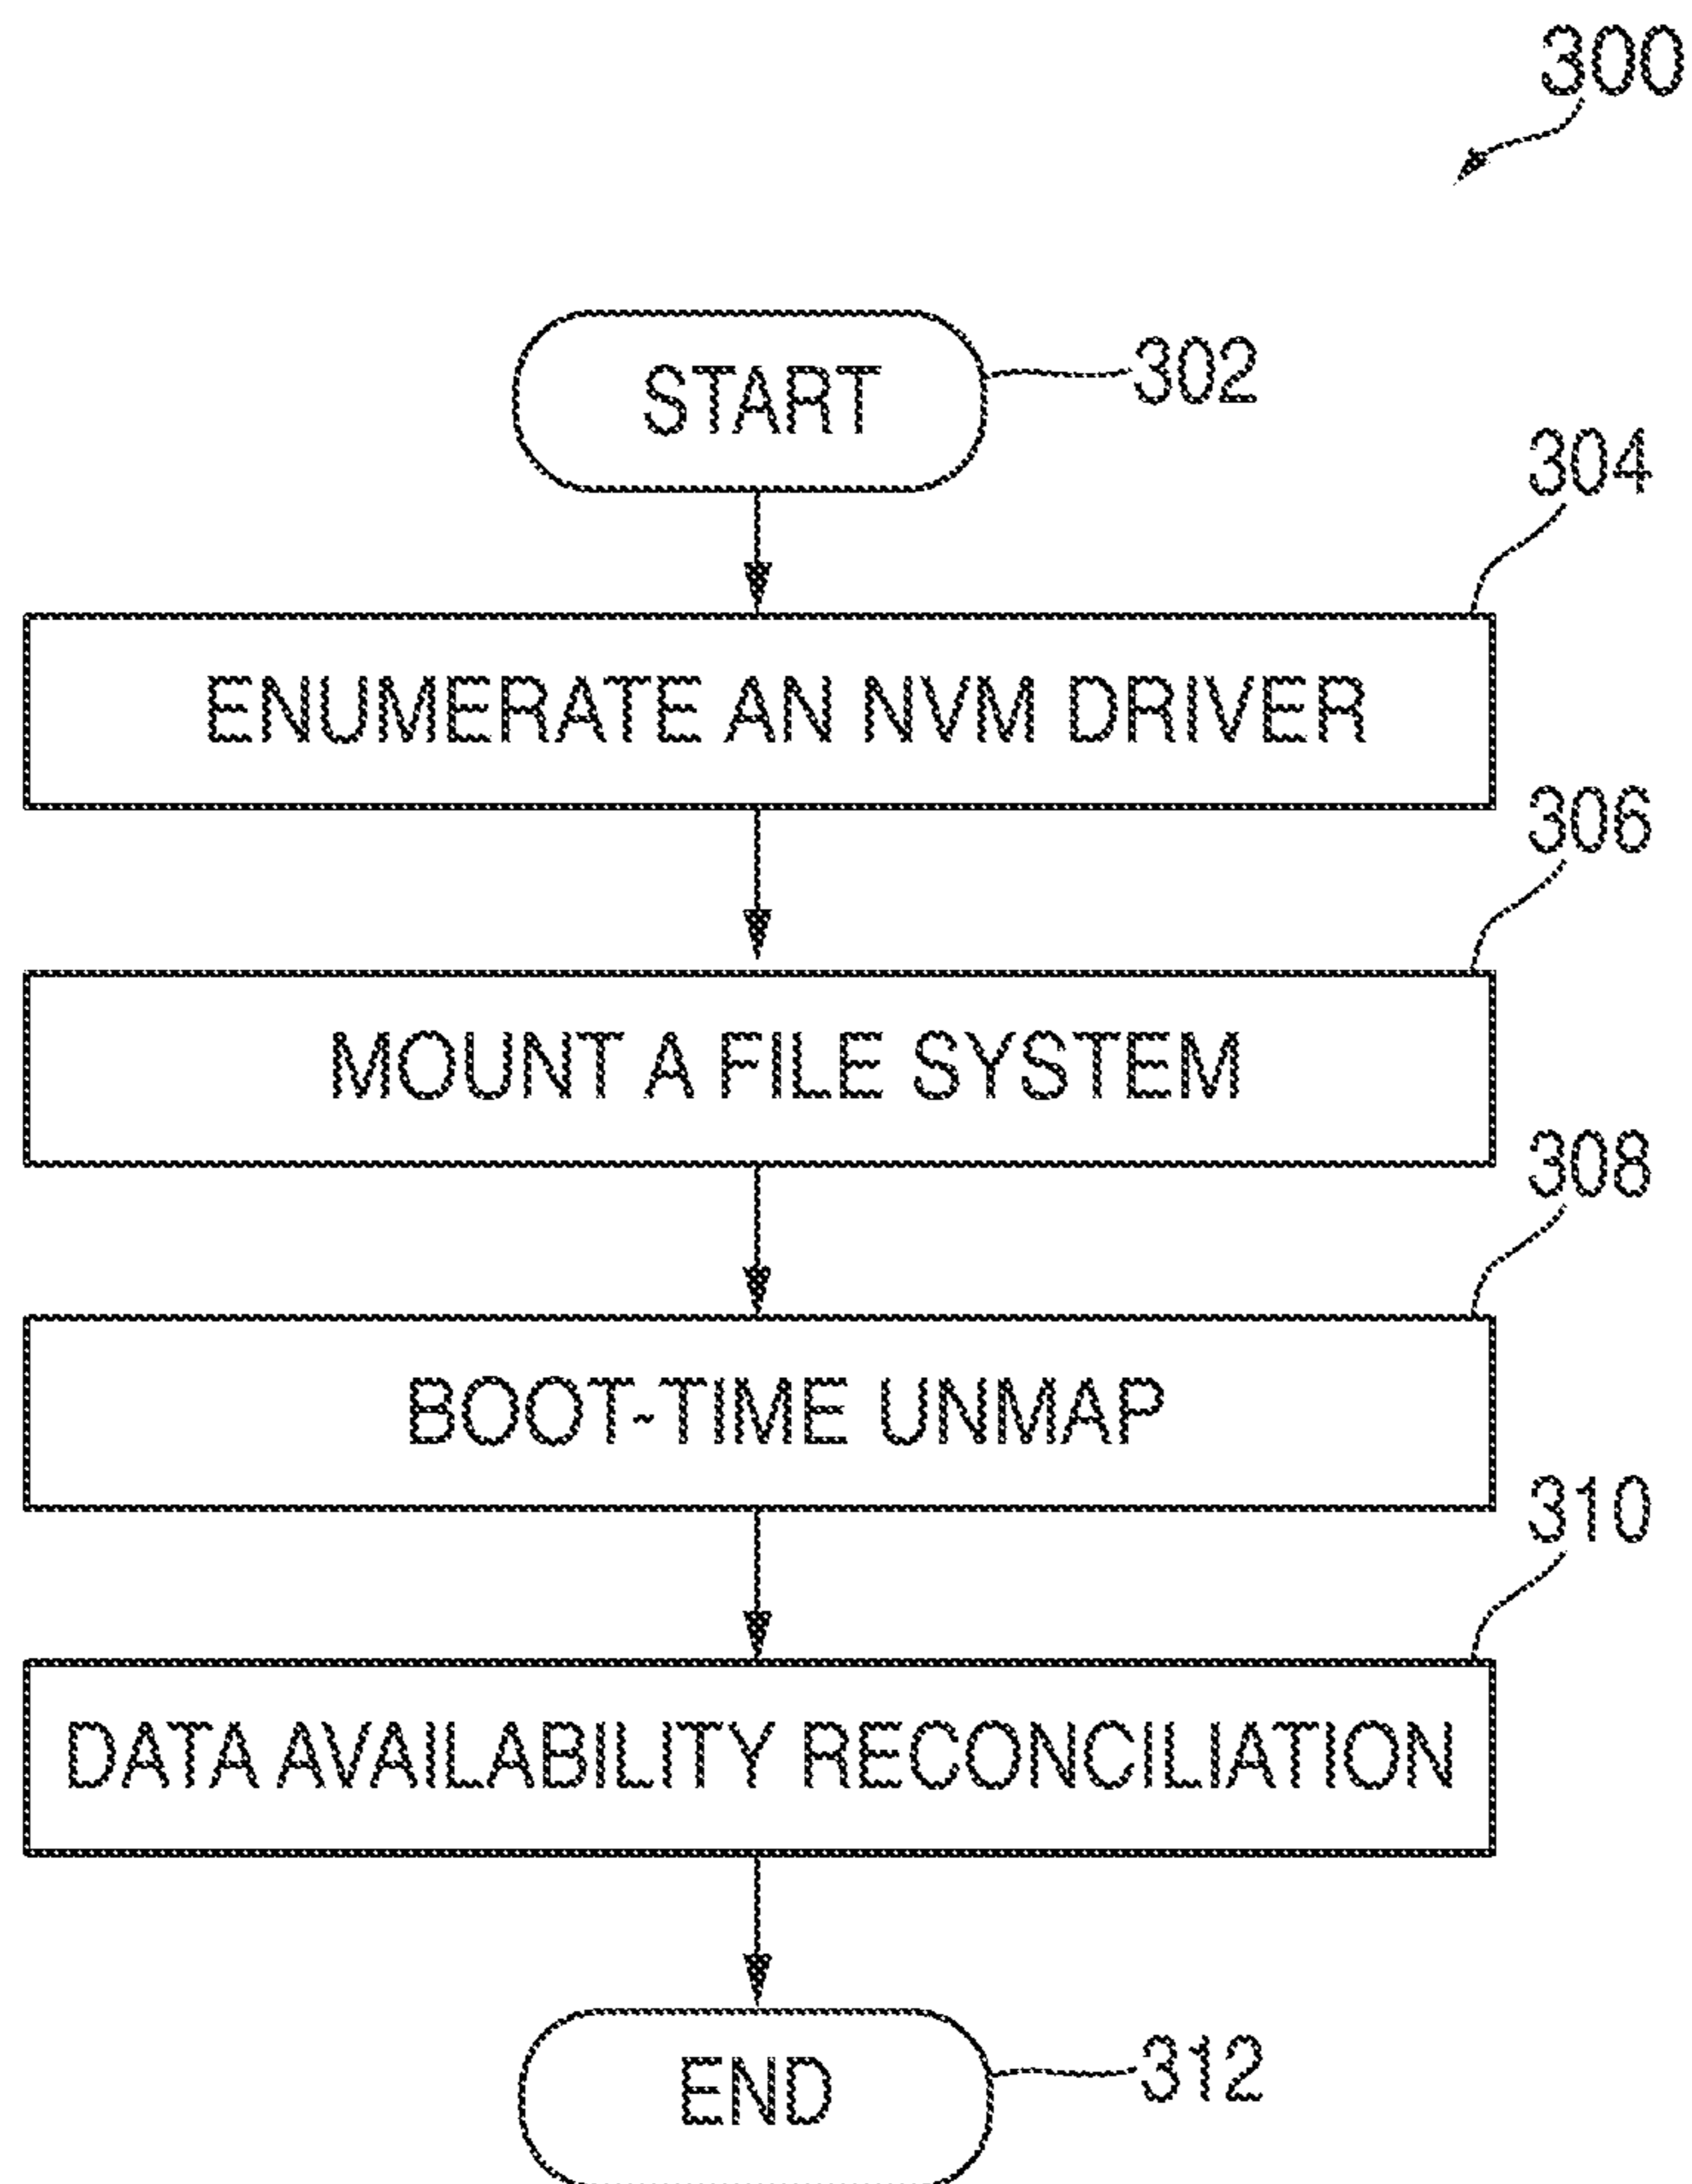 300
START
302
304
ENUMERATE AN NVM DRIVER
306
MOUNT A FILE SYSTEM
308
BOOT-TIME UNMAP
310
DATA AVAILABILITY RECONCILIATION
END
312